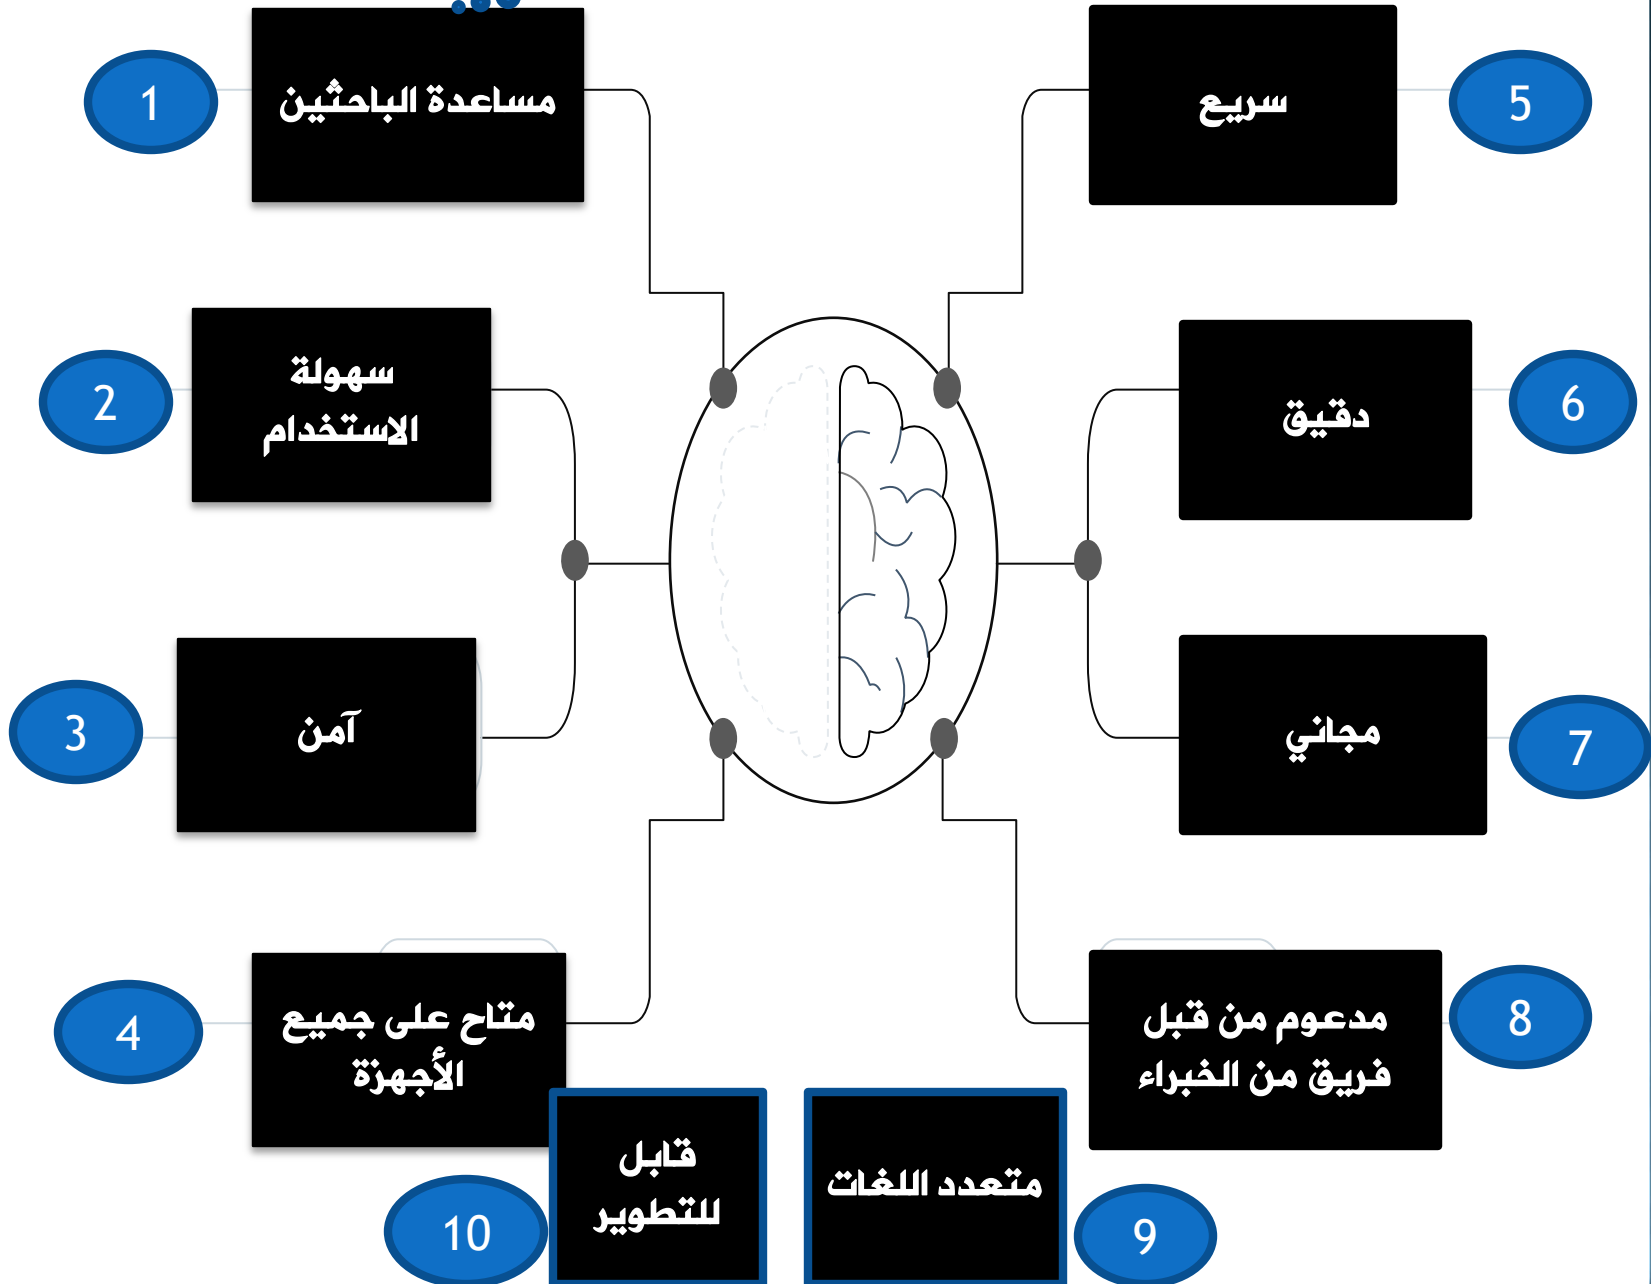 1
مساعدة الباحثين
2
سهولة
الاستخدام
3
آمن
4
متاح على جميع
الأجهزة
5
سريع
6
دقيق
7
مجاني
8
مدعوم من قبل
فريق من الخبراء
9
متعدد اللغات
10
قابل
للتطوير